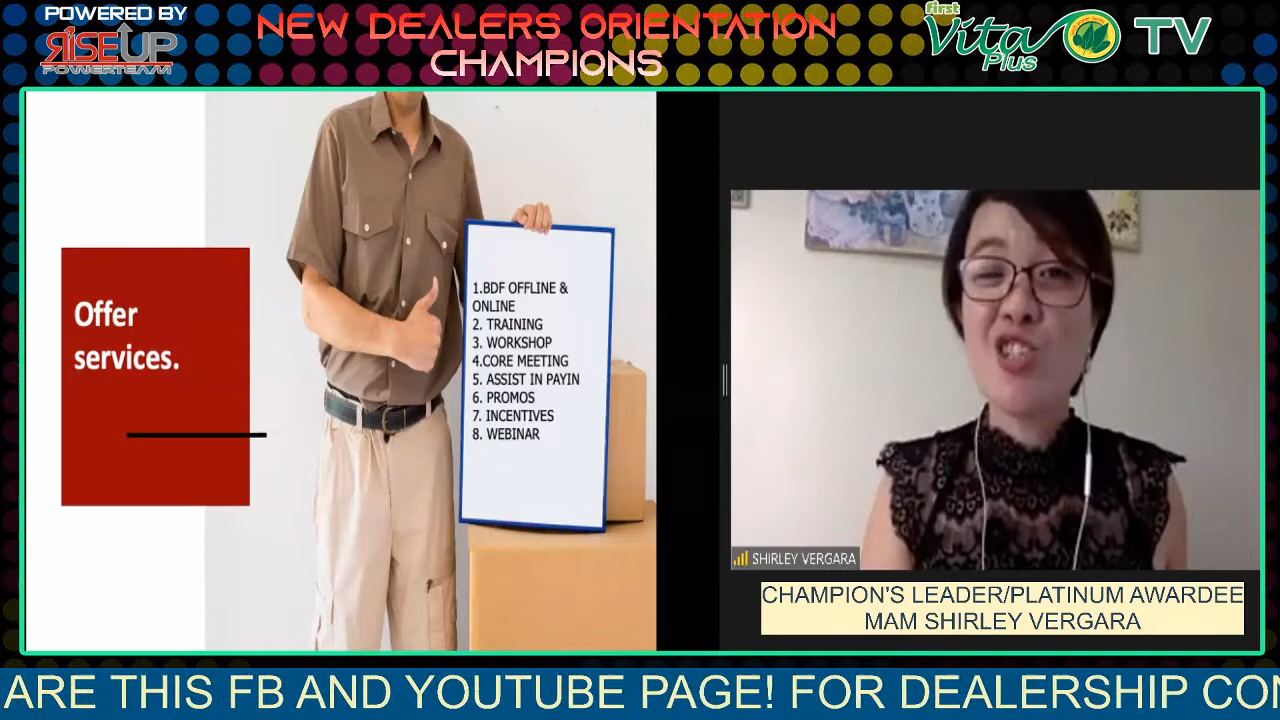 POWERED BY
RiSEUP
POWERTEAM
NEW DEALERS ORIENTATION
CHAMPIONS
First
Vita
Plus
TV
Offer
services.
1.BDF OFFLINE &
ONLINE
2. TRAINING
3. WORKSHOP
4.CORE MEETING
5. ASSIST IN PAYIN
6. PROMOS
7. INCENTIVES
8. WEBINAR
SHIRLEY VERGARA
CHAMPION'S LEADER/PLATINUM AWARDEE
MAM SHIRLEY VERGARA
ARE THIS FB AND YOUTUBE PAGE! FOR DEALERSHIP CON